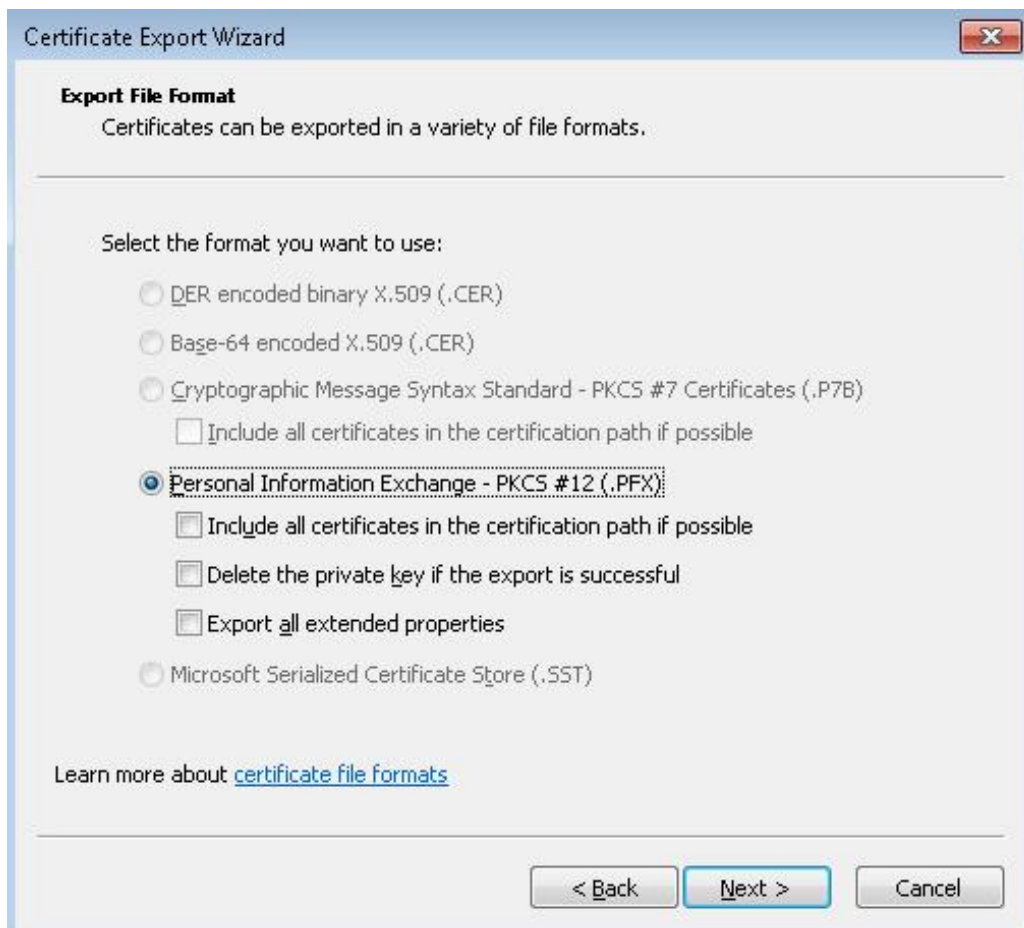 Certificate Export Wizard
Export File Format
Certificates can be exported in a variety of file formats.
Select the format you want to use:
DER encoded binary X.509 (.CER)
Base-64 encoded X.509 (.CER)
Cryptographic Message Syntax Standard - PKCS #7 Certificates (.P7B)
Include all certificates in the certification path if possible
Personal Information Exchange - PKCS #12 (.PFX)
Include all certificates in the certification path if possible
Delete the private key if the export is successful
Export all extended properties
Microsoft Serialized Certificate Store (.SST)
Learn more about certificate file formats
< Back Next > Cancel